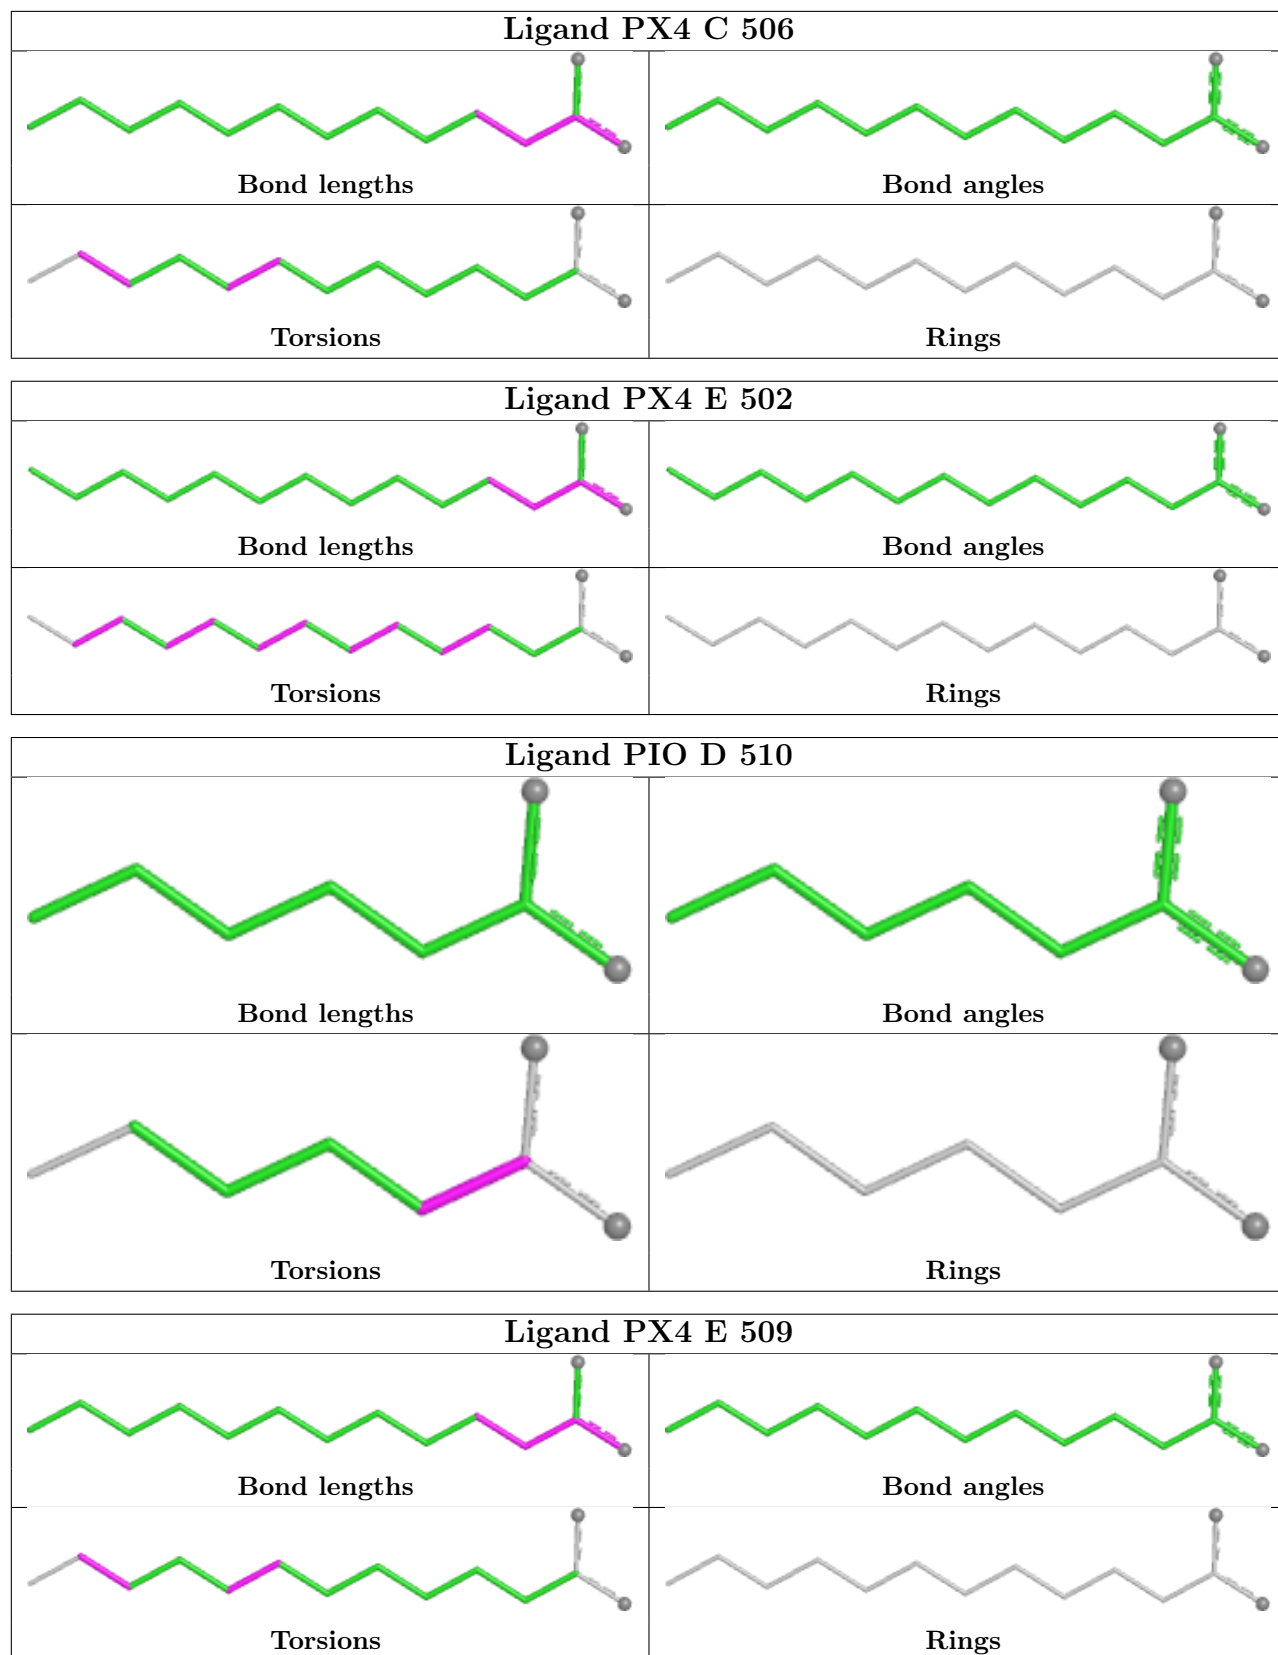 Ligand PX4 C 506
Bond lengths
Bond angles
Torsions
Rings
Ligand PX4 E 502
Bond lengths
Bond angles
Torsions
Rings
Ligand PIO D 510
Bond lengths
Bond angles
Torsions
Rings
Ligand PX4 E 509
Bond lengths
Bond angles
Torsions
Rings